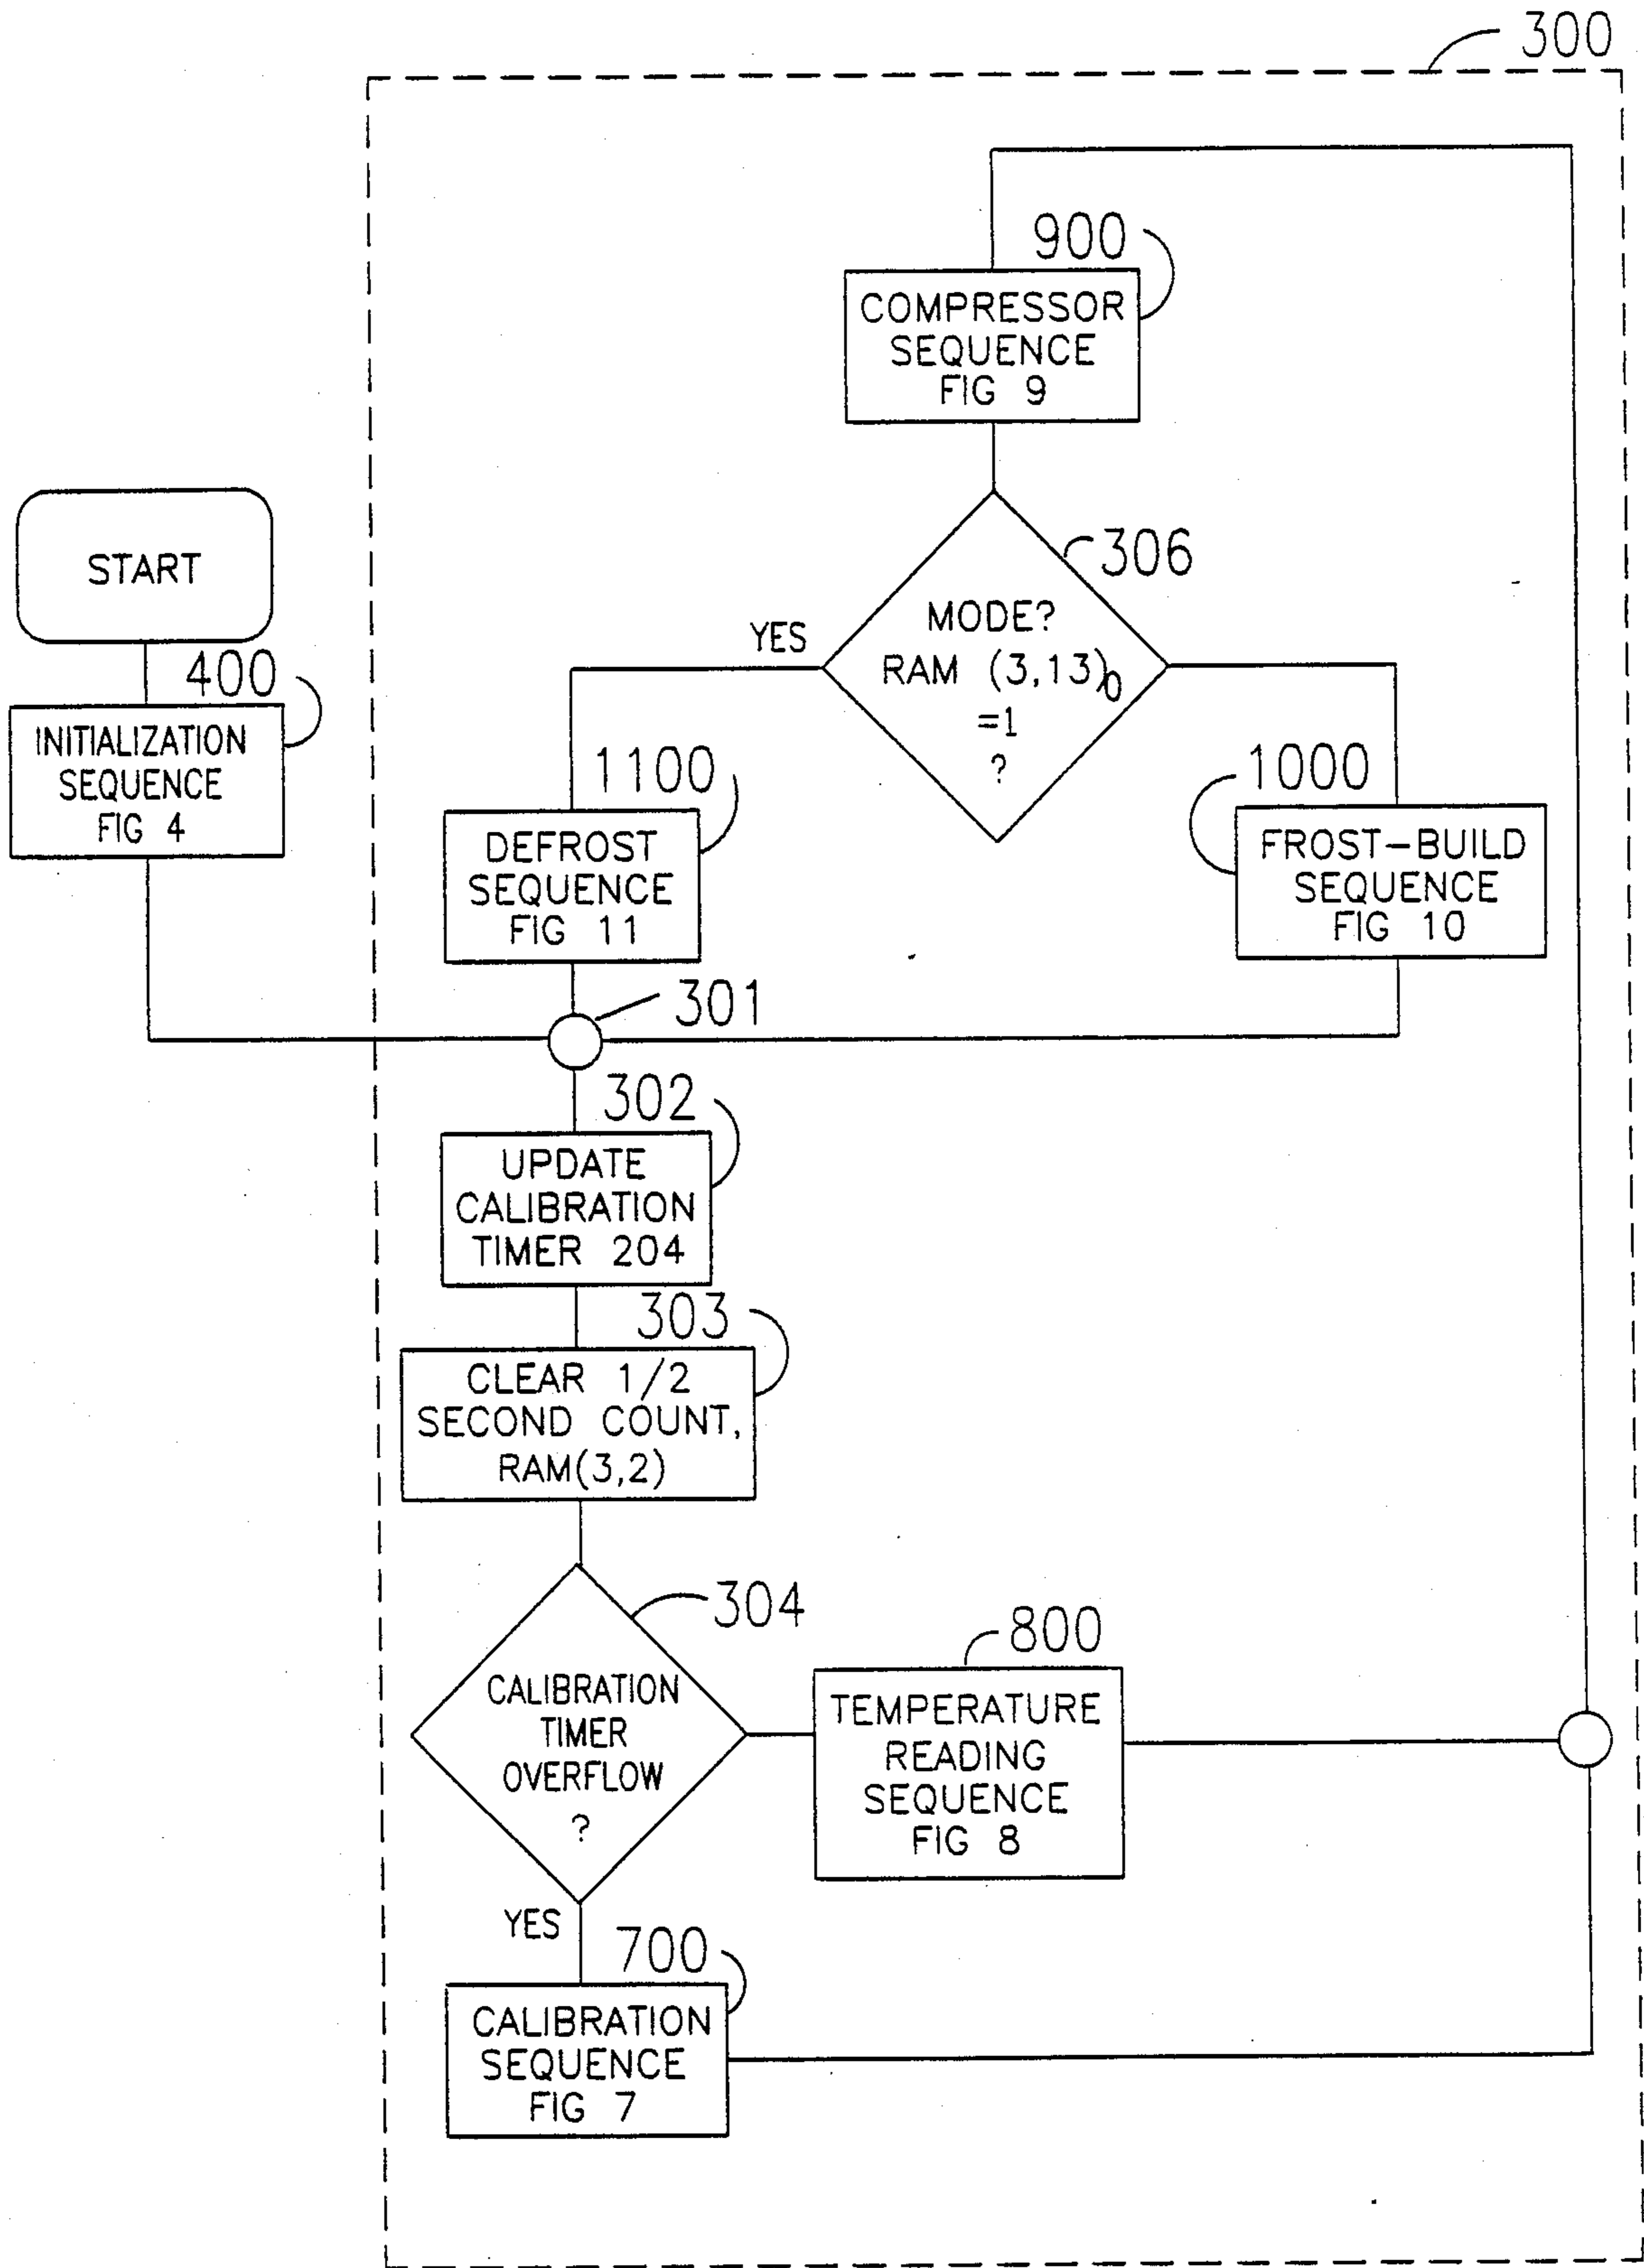 300
900
COMPRESSOR
SEQUENCE
FIG 9
START
306
MODE?
RAM (3,13)0
=1
?
YES
400
INITIALIZATION
SEQUENCE
FIG 4
1100
DEFROST
SEQUENCE
FIG 11
1000
FROST-BUILD
SEQUENCE
FIG 10
301
302
UPDATE
CALIBRATION
TIMER 204
303
CLEAR 1/2
SECOND COUNT,
RAM(3,2)
304
CALIBRATION
TIMER
OVERFLOW
?
800
TEMPERATURE
READING
SEQUENCE
FIG 8
YES
700
CALIBRATION
SEQUENCE
FIG 7